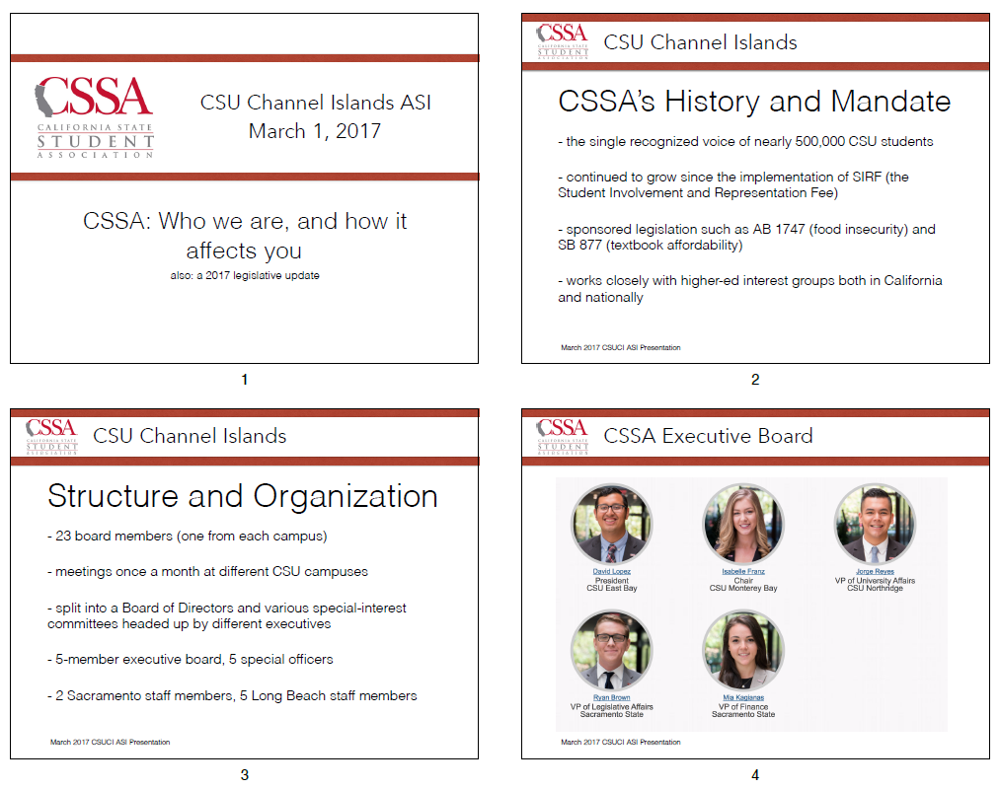 CSSA
CALIFORNIA STATE
STUDENT
ASSOCIATION
CSU Channel Islands ASI
March 1, 2017
CSSA: Who we are, and how it
affects you
also: a 2017 legislative update
1
CSSA
CALIFORNIA STATE
STUDENT
ASSOCIATION
CSU Channel Islands
CSSA's History and Mandate
- the single recognized voice of nearly 500,000 CSU students
- continued to grow since the implementation of SIRF (the
Student Involvement and Representation Fee)
- sponsored legislation such as AB 1747 (food insecurity) and
SB 877 (textbook affordability)
- works closely with higher-ed interest groups both in California
and nationally
March 2017 CSUCI ASI Presentation
2
CSSA
CALIFORNIA STATE
STUDENT
ASSOCIATION
CSU Channel Islands
Structure and Organization
- 23 board members (one from each campus)
- meetings once a month at different CSU campuses
- split into a Board of Directors and various special-interest
committees headed up by different executives
- 5-member executive board, 5 special officers
- 2 Sacramento staff members, 5 Long Beach staff members
March 2017 CSUCI ASI Presentation
3
CSSA
CALIFORNIA STATE
STUDENT
ASSOCIATION
CSSA Executive Board
David Lopez
President
CSU East Bay
Isabelle Franz
Chair
CSU Monterey Bay
Jorge Reyes
VP of University Affairs
CSU Northridge
Ryan Brown
VP of Legislative Affairs
Sacramento State
Mia Kagianas
VP of Finance
Sacramento State
March 2017 CSUCI ASI Presentation
4